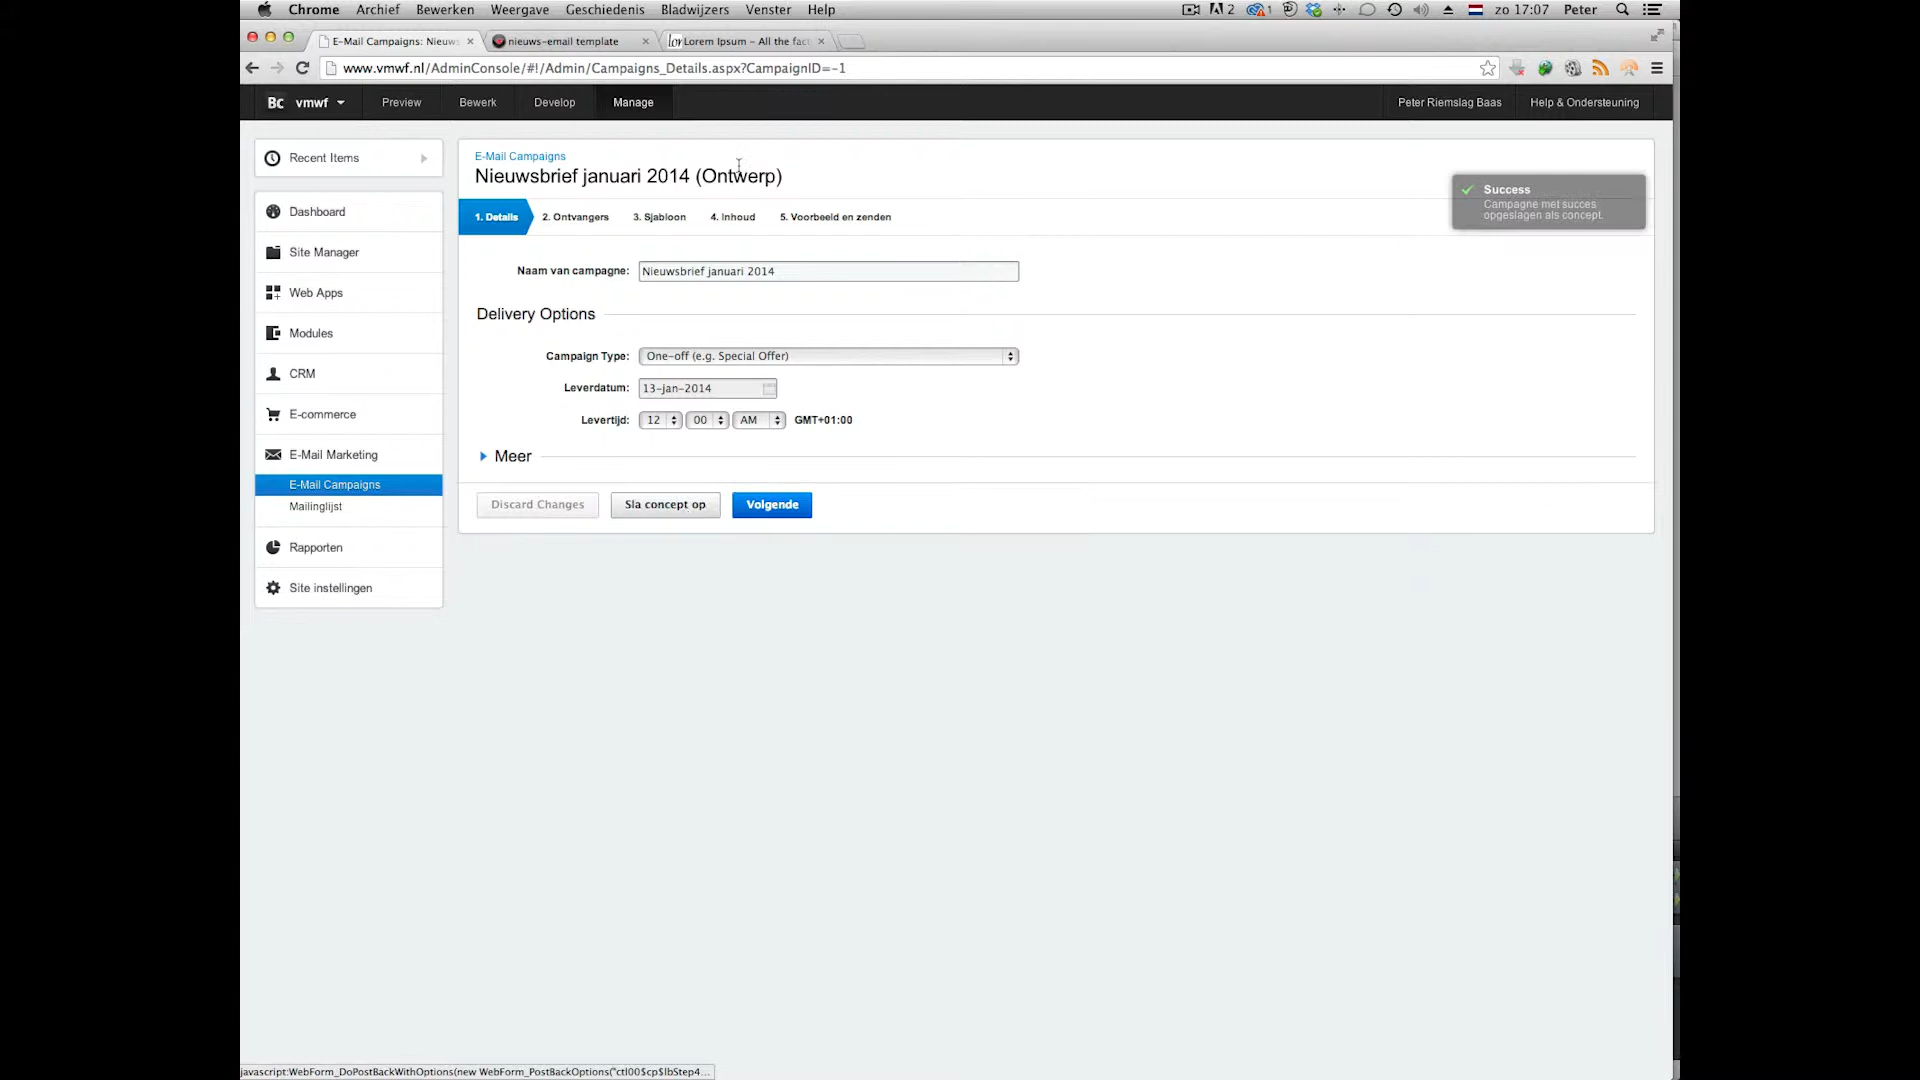 Chrome Archief Bewerken Weergave Geschiedenis Bladwijzers Venster Help 2 1 zo 17:07 Peter
E-Mail Campaigns: Nieuws nieuws-email template Lorem Ipsum - All the fact
www.vmwf.nl/AdminConsole/#!/Admin/Campaigns_Details.aspx?CampaignID=-1
Bc vmwf Preview Bewerk Develop Manage Peter Riemslag Baas Help & Ondersteuning
Recent Items
Dashboard
Site Manager
Web Apps
Modules
CRM
E-commerce
E-Mail Marketing
E-Mail Campaigns
Mailinglijst
Rapporten
Site instellingen
E-Mail Campaigns
Nieuwsbrief januari 2014 (Ontwerp)
1. Details 2. Ontvangers 3. Sjabloon 4. Inhoud 5. Voorbeeld en zenden
Success
Campagne met succes
opgeslagen als concept.
Naam van campagne: Nieuwsbrief januari 2014
Delivery Options
Campaign Type: One-off (e.g. Special Offer)
Leverdatum: 13-jan-2014
Levertijd: 12 00 AM GMT+01:00
Meer
Discard Changes Sla concept op Volgende
javascript:WebForm_DoPostBackWithOptions(new WebForm_PostBackOptions("ctl00$cp$lbStep4...